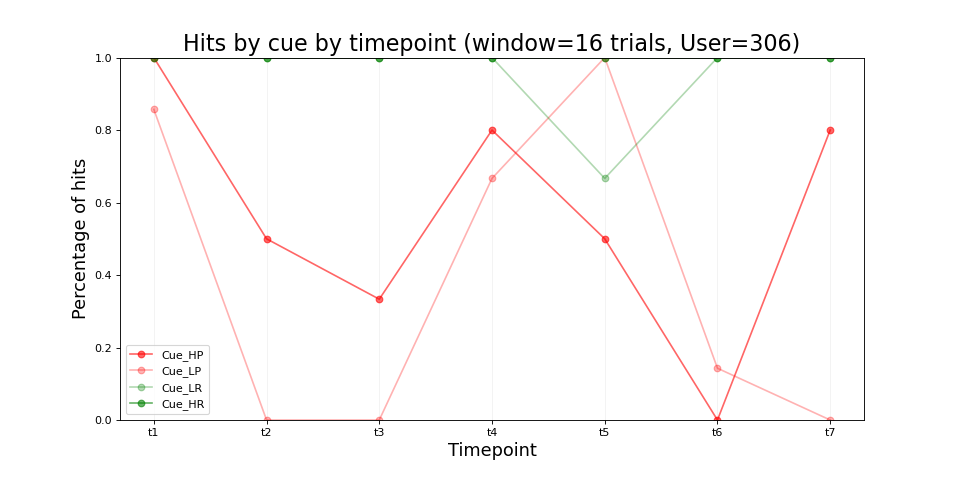 Hits by cue by timepoint (window=16 trials, User=306)
Percentage of hits
1.0
0.8
0.6
0.4
0.2
0.0
Cue_HP
Cue_LP
Cue_LR
Cue_HR
t1 t2 t3 t4 t5 t6 t7
Timepoint